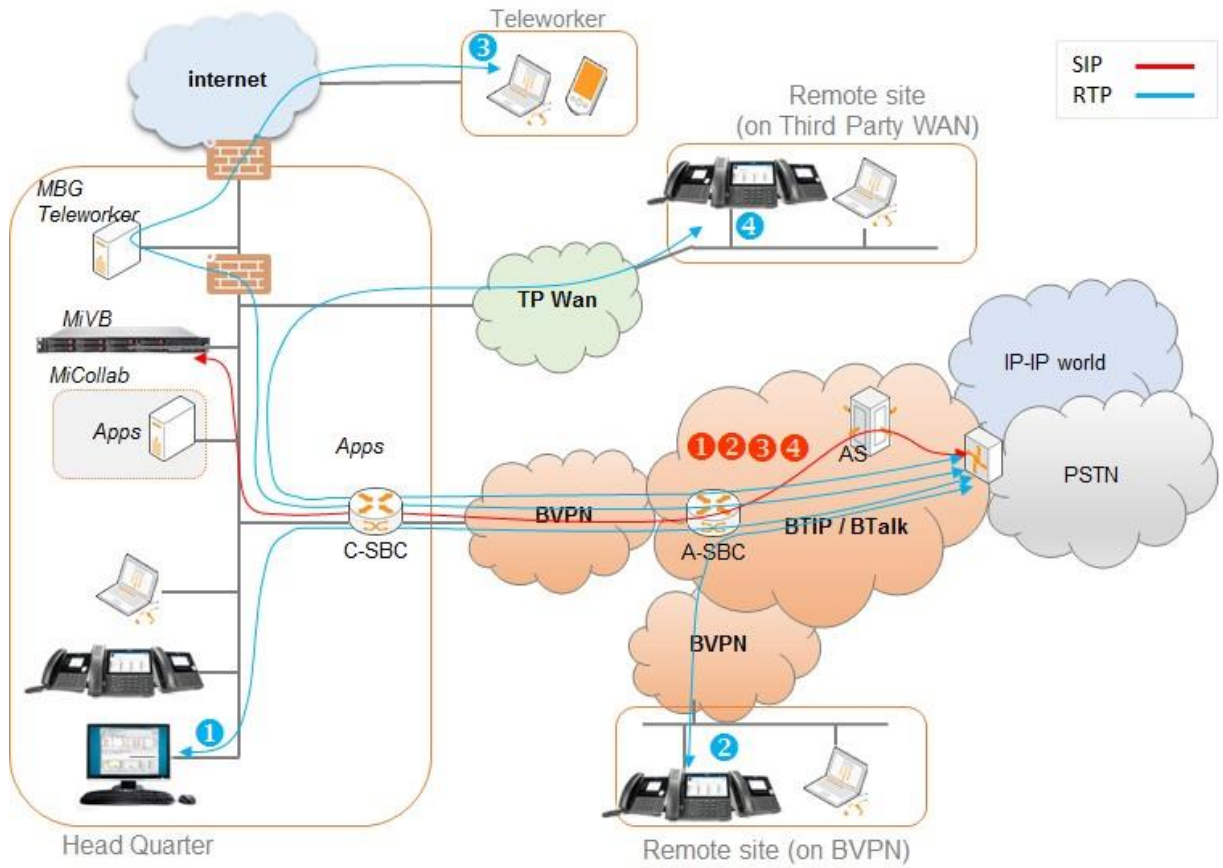 Teleworker
3
internet
SIP
RTP
Remote site
(on Third Party WAN)
MBG
Teleworker
4
TP Wan
MiVB
IP-IP world
MiCollab
Apps
Apps
1 2 3 4
AS
PSTN
BVPN
BTiP / BTalk
C-SBC
A-SBC
BVPN
1
2
Head Quarter
Remote site (on BVPN)